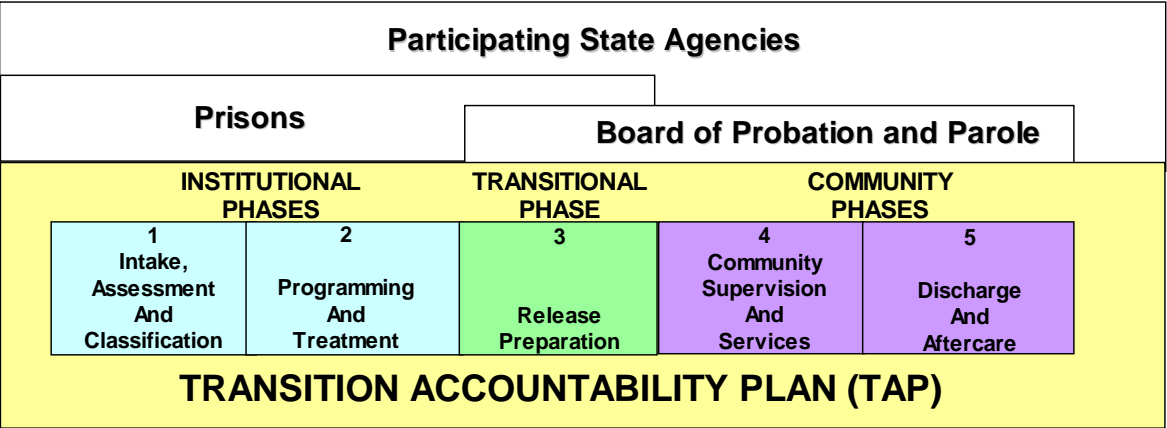 Participating State Agencies
Prisons
Board of Probation and Parole
INSTITUTIONAL
PHASES
TRANSITIONAL
PHASE
COMMUNITY
PHASES
1
Intake,
Assessment
And
Classification
2
Programming
And
Treatment
3
Release
Preparation
4
Community
Supervision
And
Services
5
Discharge
And
Aftercare
TRANSITION ACCOUNTABILITY PLAN (TAP)